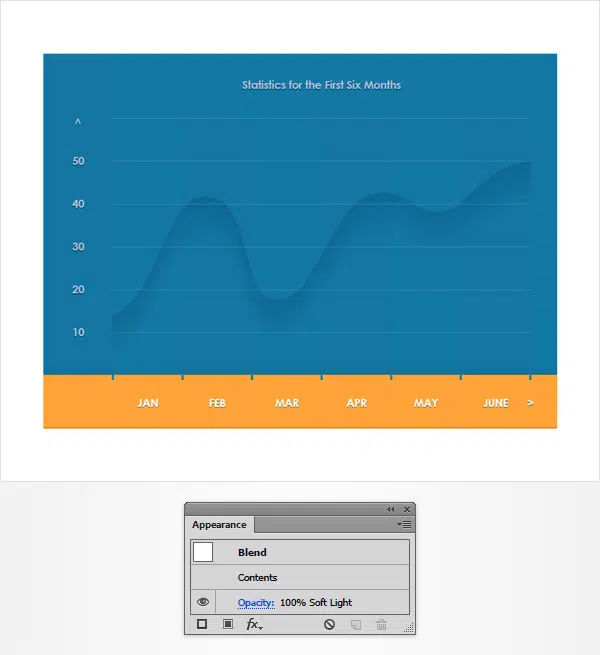 Statistics for the First Six Months
^
50
40
30
20
10
JAN FEB MAR APR MAY JUNE >
Appearance
Blend
Contents
Opacity: 100% Soft Light
fx